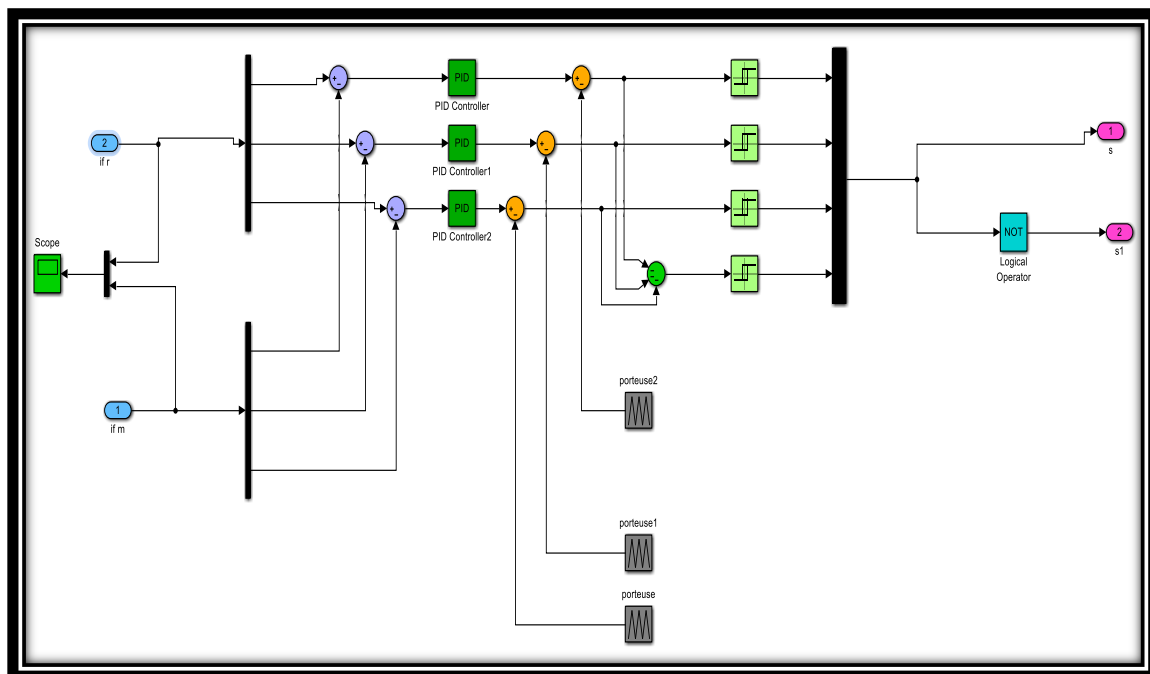 PID
PID Controller
2
if r
PID
PID Controller1
1
s
PID
PID Controller2
NOT
Logical
Operator
2
s1
Scope
porteuse2
1
if m
porteuse1
porteuse